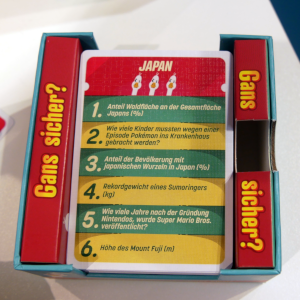 JAPAN
1. Anteil Waldfläche an der Gesamtfläche
Japans (%)
2. Wie viele Kinder mussten wegen einer
Episode Pokémon ins Krankenhaus
gebracht werden?
3. Anteil der Bevölkerung mit
japanischen Wurzeln in Japan (%)
4. Rekordgewicht eines Sumoringers
(kg)
5. Wie viele Jahre nach der Gründung
Nintendos, wurde Super Mario Bros.
veröffentlicht?
6. Höhe des Mount Fuji (m)
Gans sicher?
Gans
sicher?